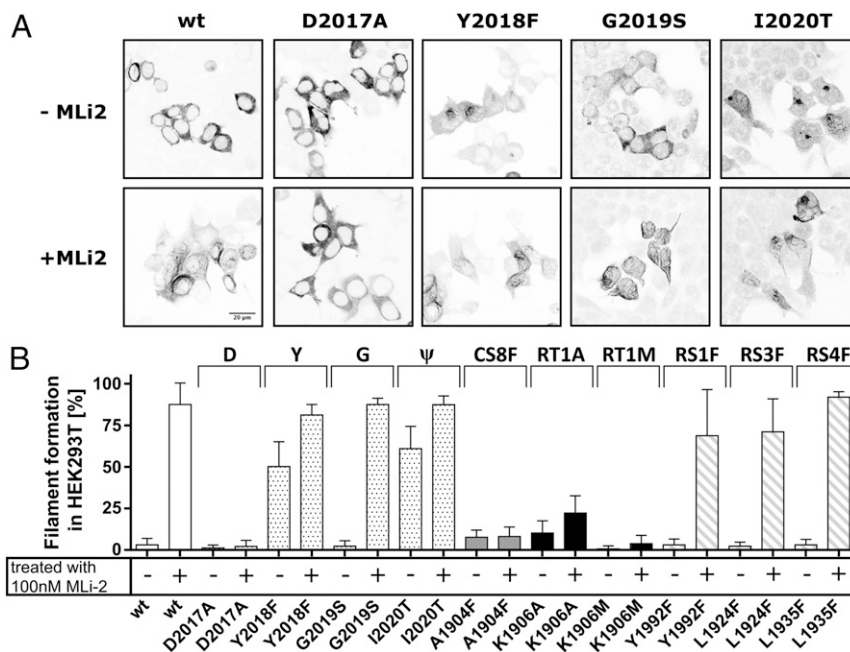 A
wt D2017A Y2018F G2019S I2020T
- MLi2
+MLi2
20 µm
B
D Y G ψ CS8F RT1A RT1M RS1F RS3F RS4F
Filament formation
in HEK293T [%]
100
75
50
25
0
treated with
100nM MLi-2
- + - + - + - + - + - + - + - + - + - + - +
wt wt D2017A D2017A Y2018F Y2018F G2019S G2019S I2020T I2020T A1904F A1904F K1906A K1906A K1906M K1906M Y1992F Y1992F L1924F L1924F L1935F L1935F